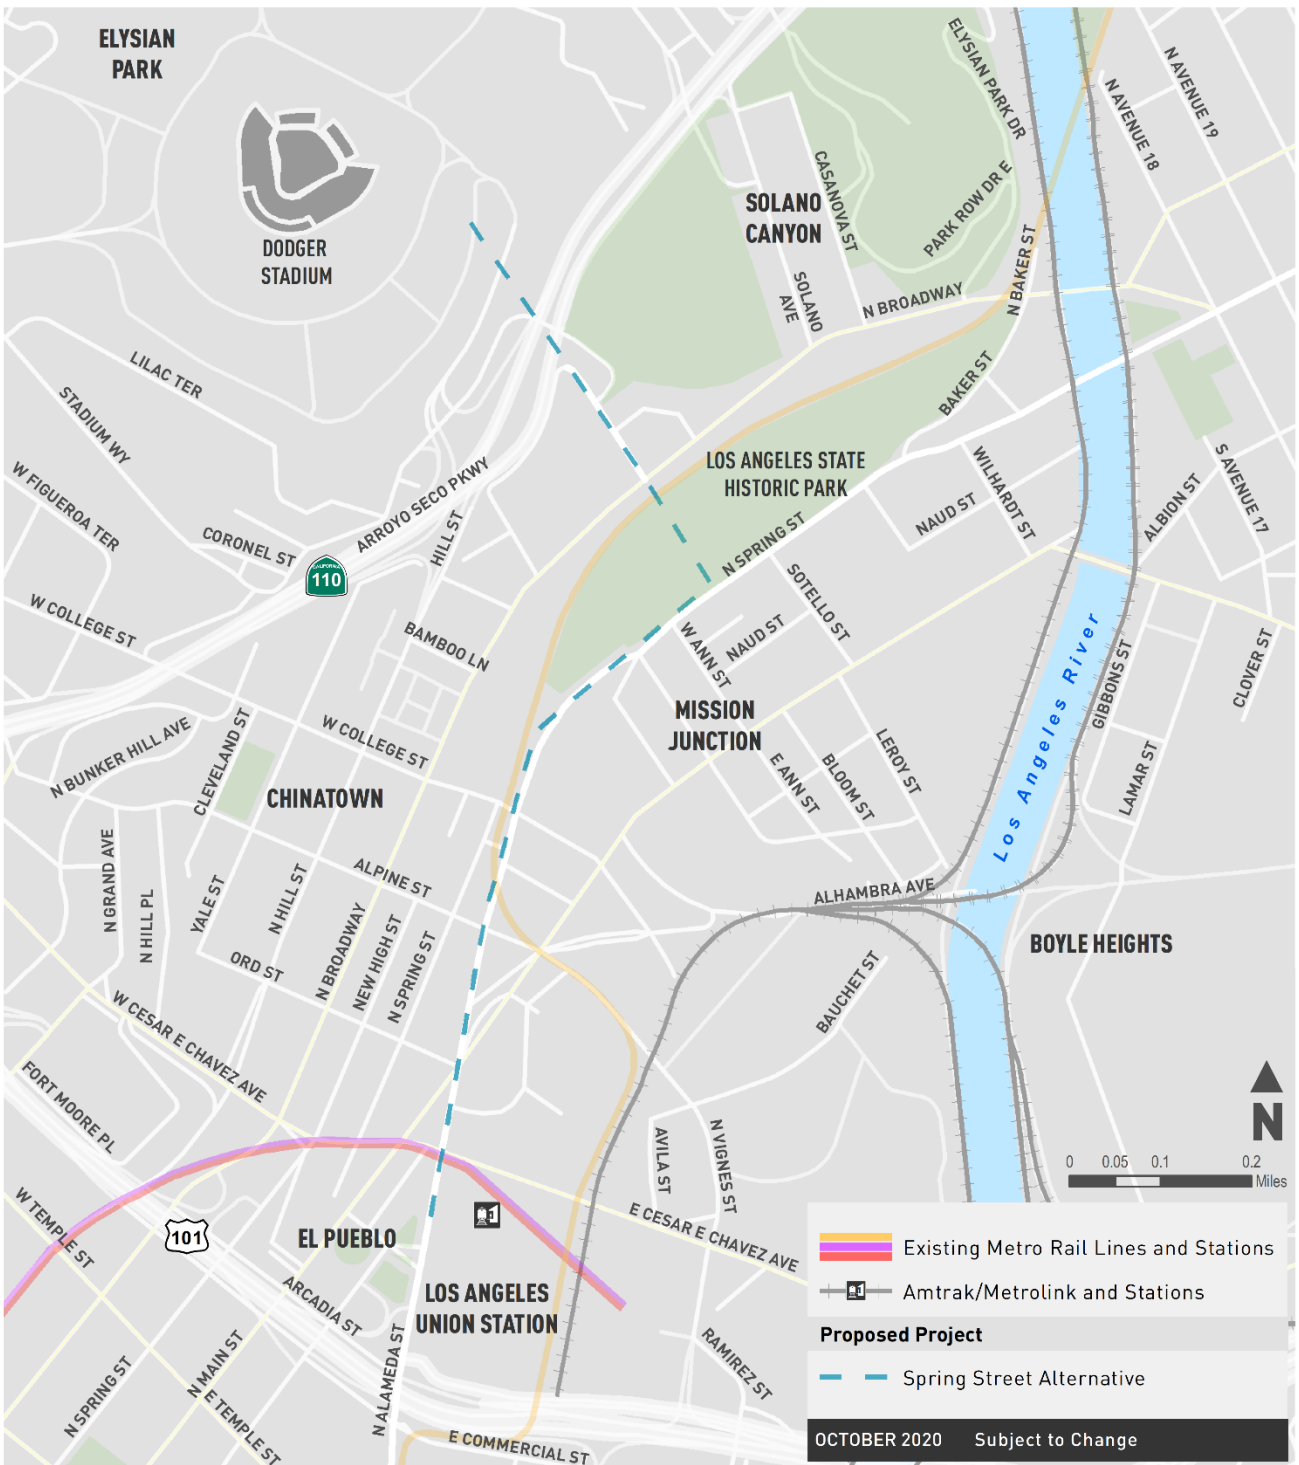 ELYSIAN
PARK
DODGER
STADIUM
ELYSIAN PARK DR
N AVENUE 19
N AVENUE 18
CASANOVA ST
SOLANO
CANYON
PARK ROW DR E
SOLANO
AVE
N BROADWAY
N BAKER ST
LILAC TER
STADIUM WY
BAKER ST
W FIGUEROA TER
ARROYO SECO PKWY
LOS ANGELES STATE
HISTORIC PARK
WILHARDT ST
S AVENUE 17
ALBION ST
NAUD ST
CORONEL ST
HILL ST
N SPRING ST
CALIFORNIA
110
SOTELLO ST
W COLLEGE ST
BAMBOO LN
W ANN ST
NAUD ST
Los Angeles River
GIBBONS ST
CLOVER ST
MISSION
JUNCTION
N BUNKER HILL AVE
CLEVELAND ST
W COLLEGE ST
E ANN ST
BLOOM ST
LEROY ST
LAMAR ST
CHINATOWN
N GRAND AVE
N HILL PL
YALE ST
N HILL ST
ALPINE ST
ALHAMBRA AVE
ORD ST
N BROADWAY
NEW HIGH ST
N SPRING ST
BOYLE HEIGHTS
BAUCHET ST
W CESAR E CHAVEZ AVE
FORT MOORE PL
AVILA ST
N VIGNES ST
N
0 0.05 0.1 0.2
Miles
W TEMPLE ST
101
EL PUEBLO
E CESAR E CHAVEZ AVE
ARCADIA ST
LOS ANGELES
UNION STATION
N ALAMEDA ST
RAMIREZ ST
N SPRING ST
N MAIN ST
E TEMPLE ST
E COMMERCIAL ST
Existing Metro Rail Lines and Stations
Amtrak/Metrolink and Stations
Proposed Project
Spring Street Alternative
OCTOBER 2020 Subject to Change